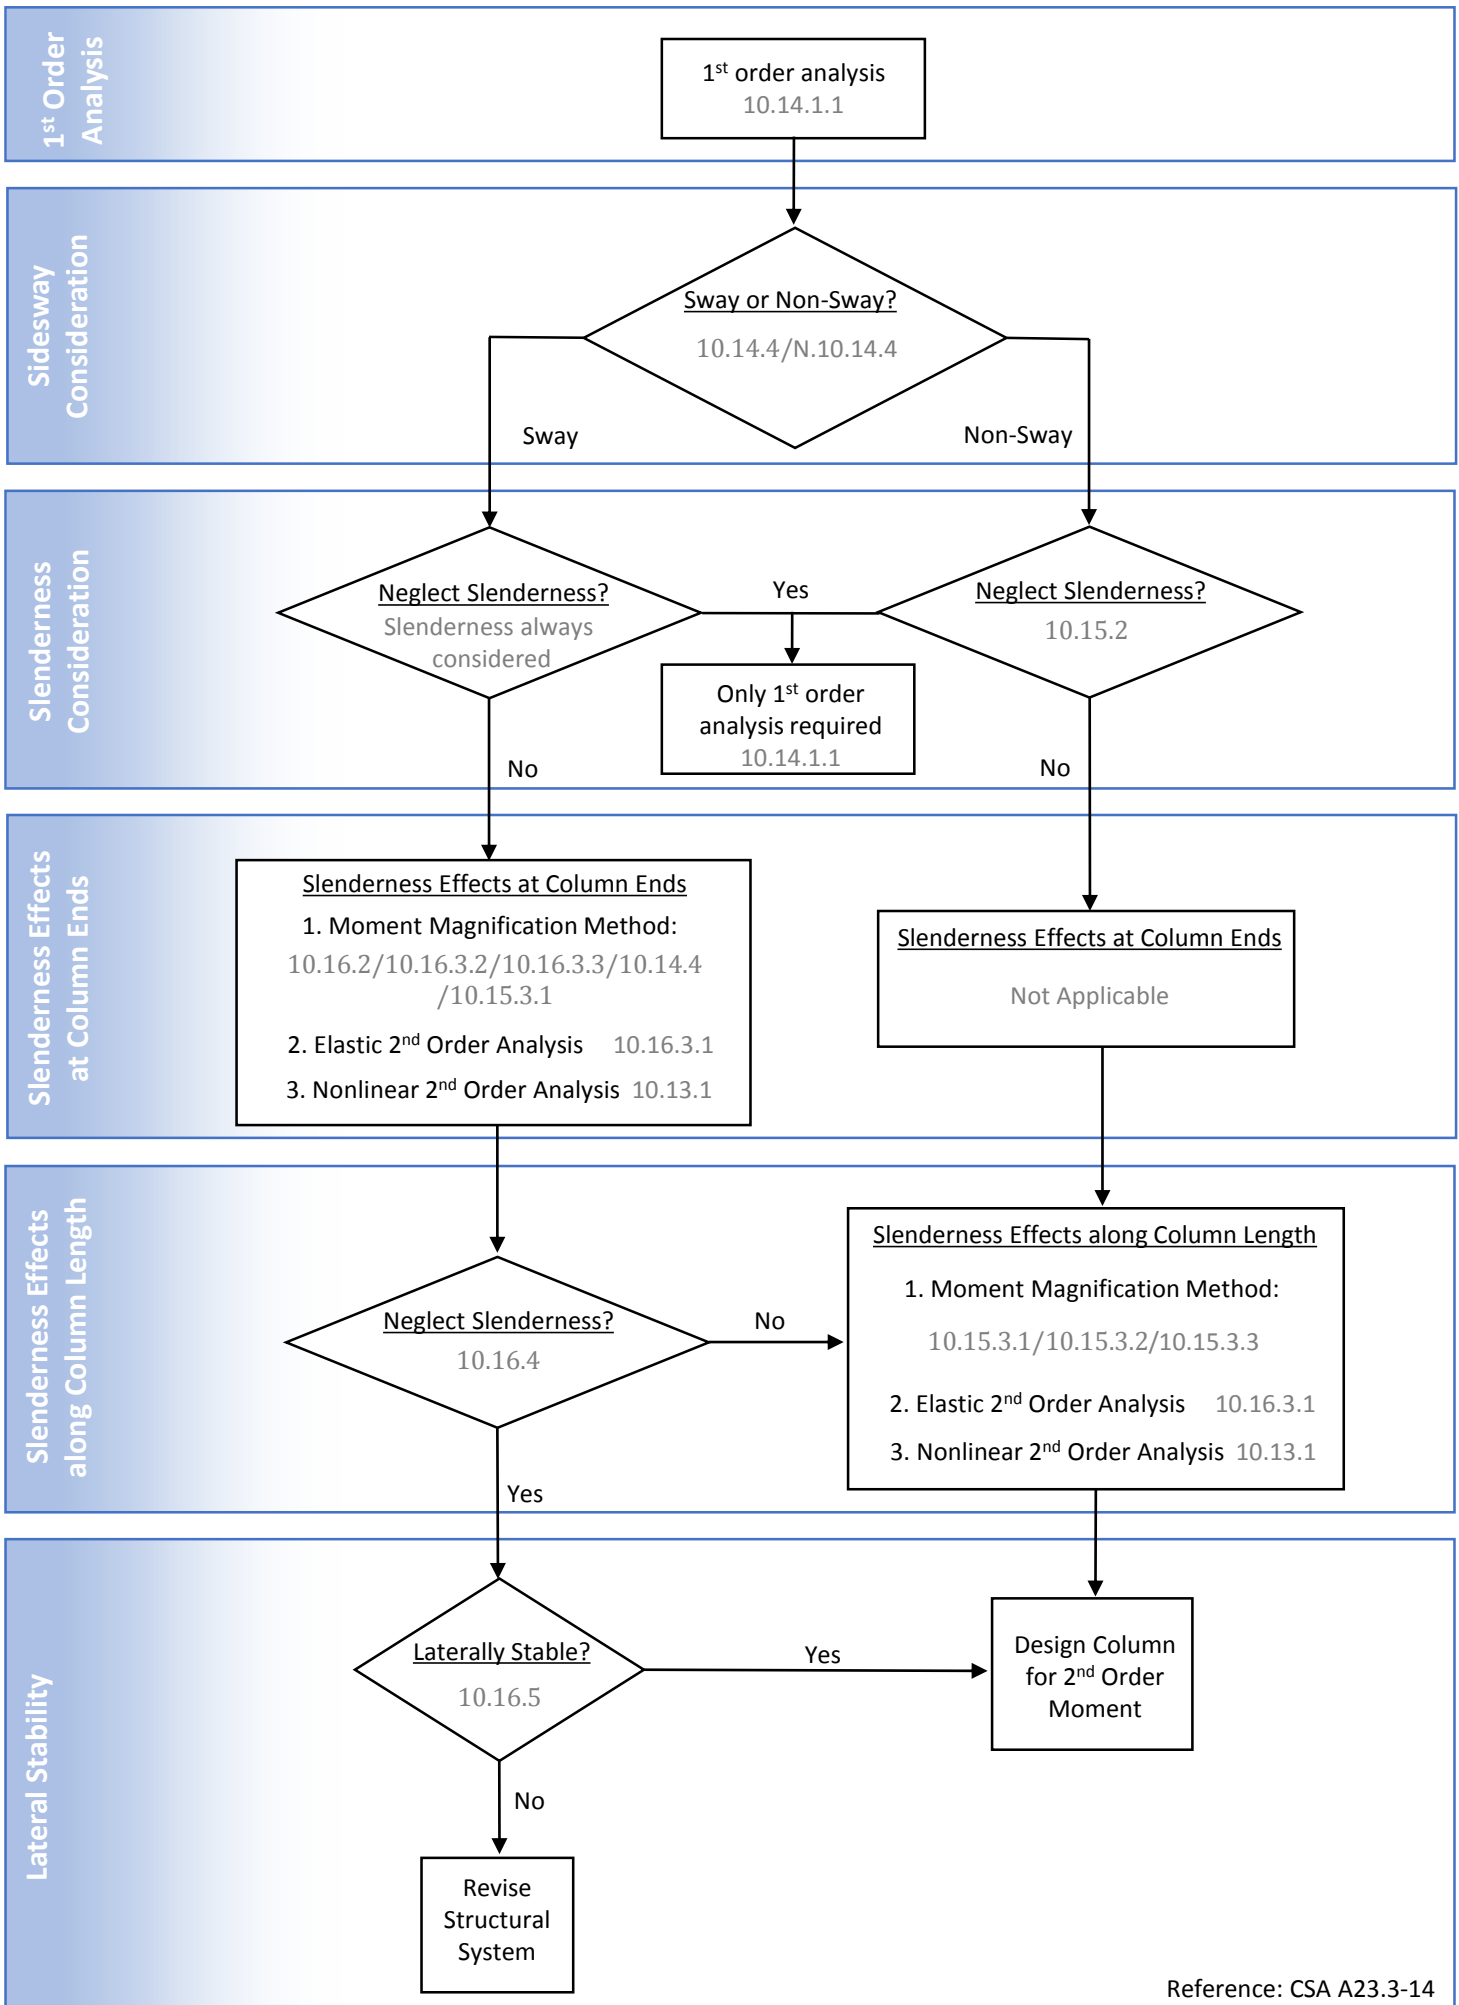 1st Order
Analysis
1st order analysis
10.14.1.1
Sidesway
Consideration
Sway or Non-Sway?
10.14.4/N.10.14.4
Sway
Non-Sway
Slenderness
Consideration
Neglect Slenderness?
Slenderness always
considered
Yes
Neglect Slenderness?
10.15.2
Only 1st order
analysis required
10.14.1.1
No
No
Slenderness Effects
at Column Ends
Slenderness Effects at Column Ends
1. Moment Magnification Method:
10.16.2/10.16.3.2/10.16.3.3/10.14.4
/10.15.3.1
2. Elastic 2nd Order Analysis 10.16.3.1
3. Nonlinear 2nd Order Analysis 10.13.1
Slenderness Effects at Column Ends
Not Applicable
Slenderness Effects
along Column Length
Neglect Slenderness?
10.16.4
No
Slenderness Effects along Column Length
1. Moment Magnification Method:
10.15.3.1/10.15.3.2/10.15.3.3
2. Elastic 2nd Order Analysis 10.16.3.1
3. Nonlinear 2nd Order Analysis 10.13.1
Yes
Lateral Stability
Laterally Stable?
10.16.5
Yes
Design Column
for 2nd Order
Moment
No
Revise
Structural
System
Reference: CSA A23.3-14